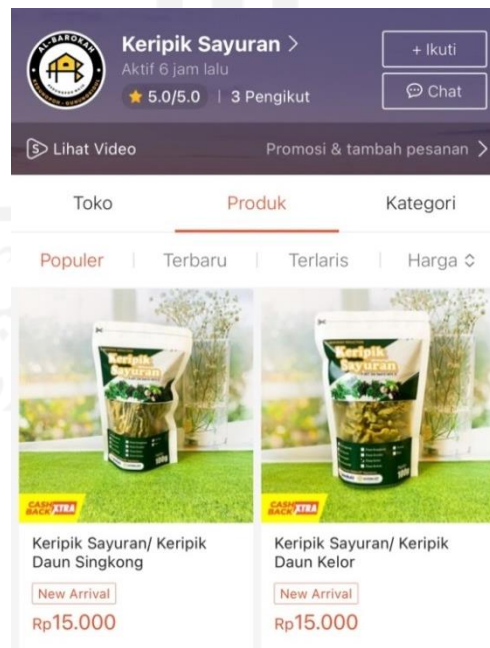 AL-BAROKAH
Keripik Sayuran >
Aktif 6 jam lalu
5.0/5.0 | 3 Pengikut
+ Ikuti
Chat
Lihat Video
Promosi & tambah pesanan >
Toko
Produk
Kategori
Populer
Terbaru
Terlaris
Harga
Keripik
Sayuran
100g
CASH
BACK XTRA
Keripik
Sayuran
100g
CASH
BACK XTRA
Keripik Sayuran/ Keripik
Daun Singkong
New Arrival
Rp15.000
Keripik Sayuran/ Keripik
Daun Kelor
New Arrival
Rp15.000